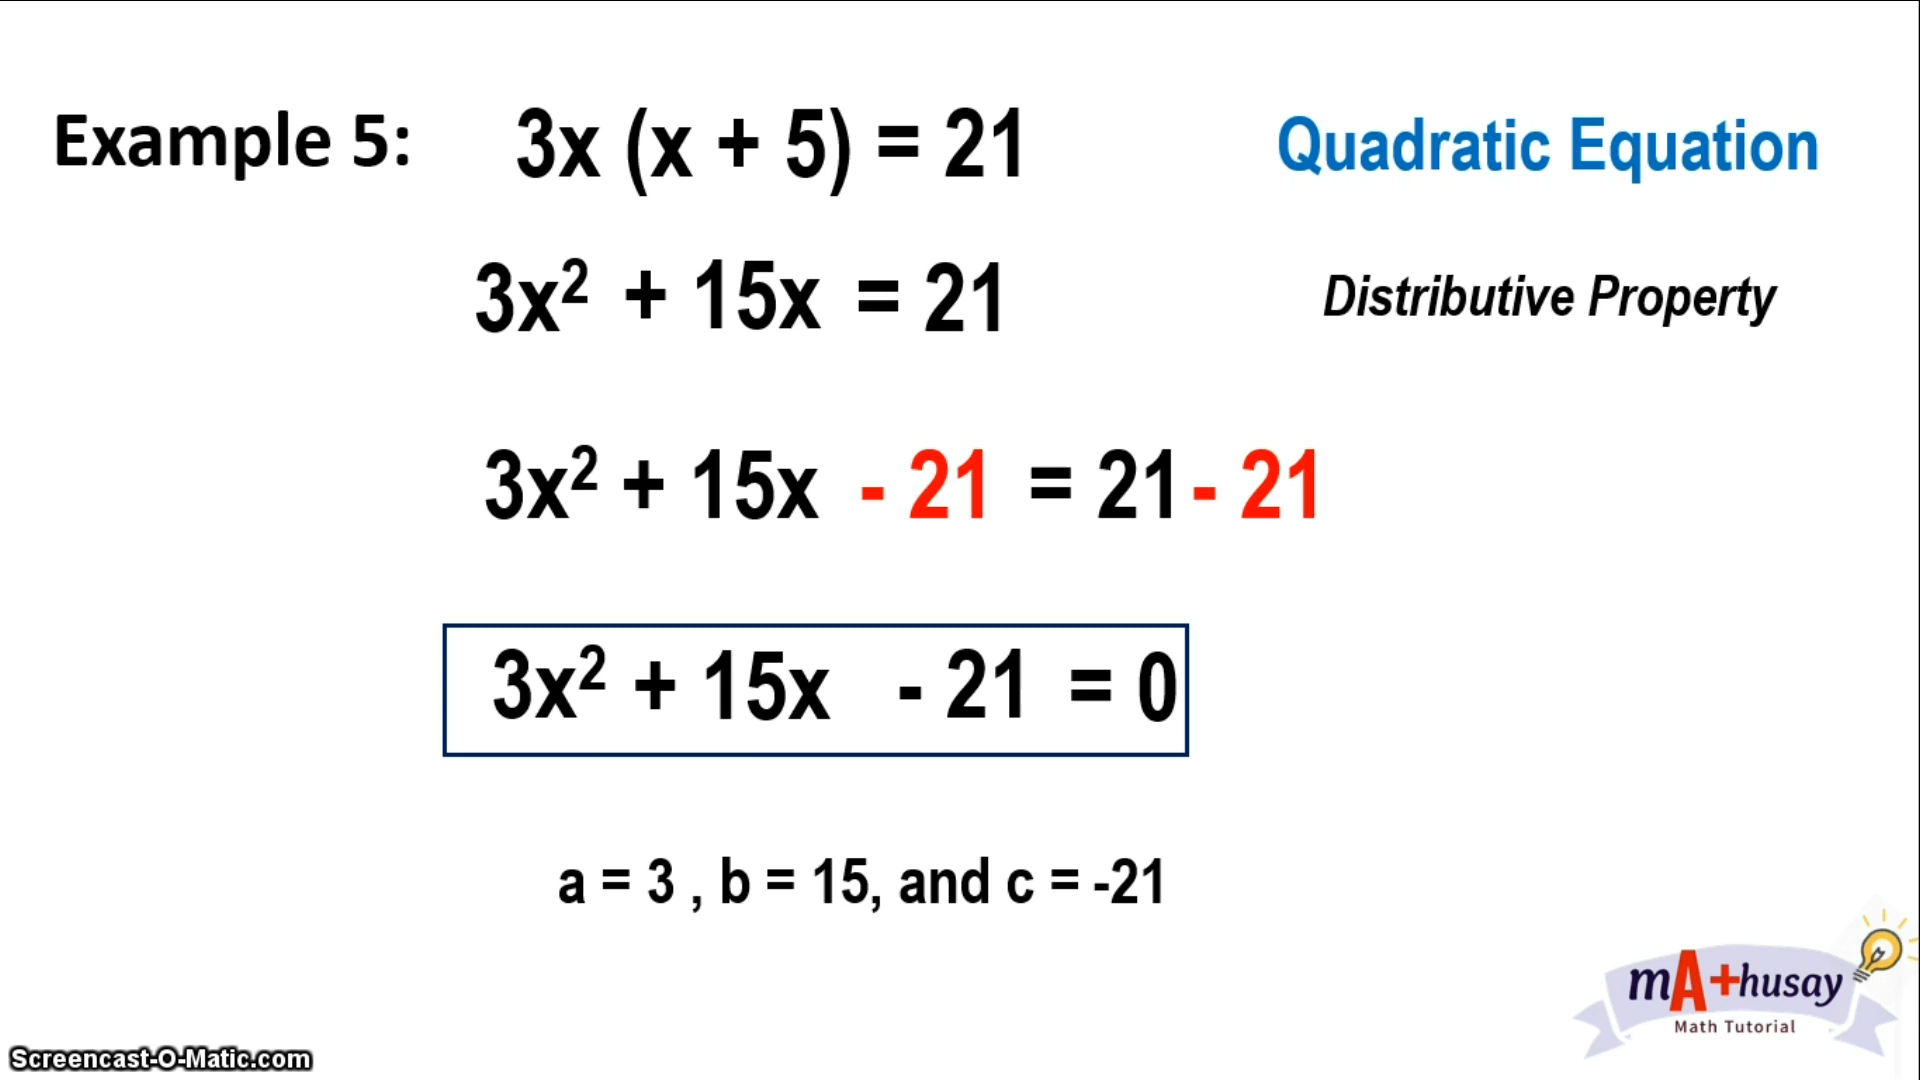 Example 5: 3x (x + 5) = 21 Quadratic Equation
3x² + 15x = 21 Distributive Property
3x² + 15x - 21 = 21 - 21
3x² + 15x - 21 = 0
a = 3 , b = 15, and c = -21
mA+husay
Math Tutorial
Screencast-O-Matic.com